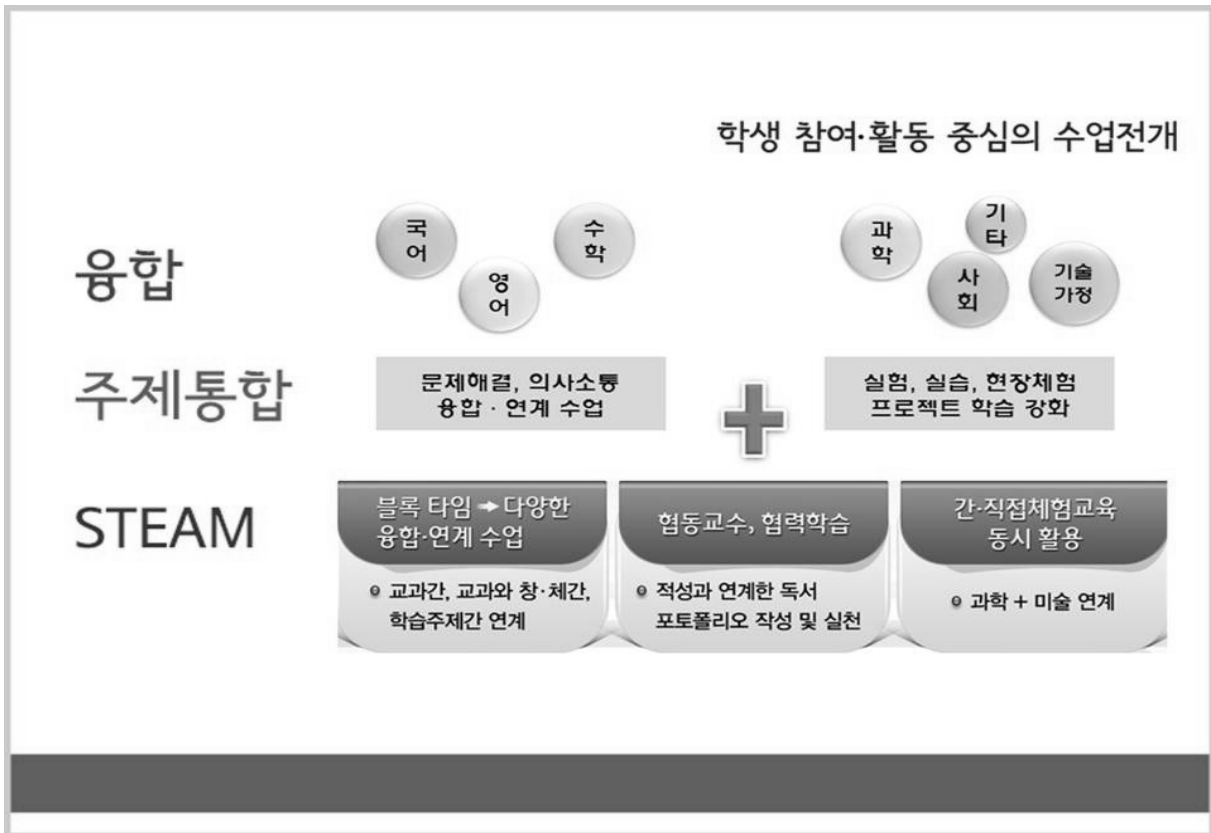 학생 참여·활동 중심의 수업전개
융합
국
어
영
어
수
학
과
학
기
타
사
회
기술
가정
주제통합
문제해결, 의사소통
융합 · 연계 수업
실험, 실습, 현장체험
프로젝트 학습 강화
STEAM
블록 타임 → 다양한
융합·연계 수업
교과간, 교과와 창·체간,
학습주제간 연계
협동교수, 협력학습
적성과 연계한 독서
포토폴리오 작성 및 실천
간·직접체험교육
동시 활용
과학 + 미술 연계